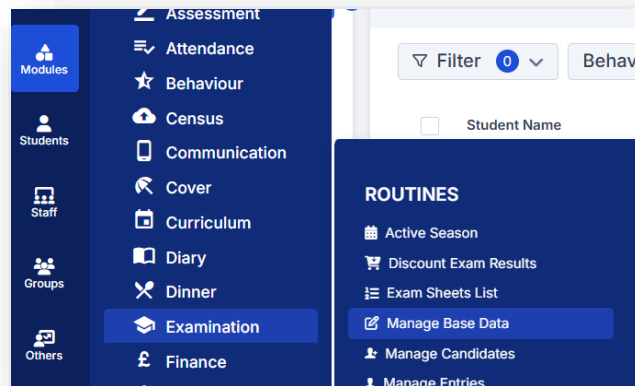 Modules
Students
Staff
Groups
Others
Assessment
Attendance
Behaviour
Census
Communication
Cover
Curriculum
Diary
Dinner
Examination
£ Finance
Filter 0
Behav
Student Name
ROUTINES
Active Season
Discount Exam Results
Exam Sheets List
Manage Base Data
Manage Candidates
Manage Entries